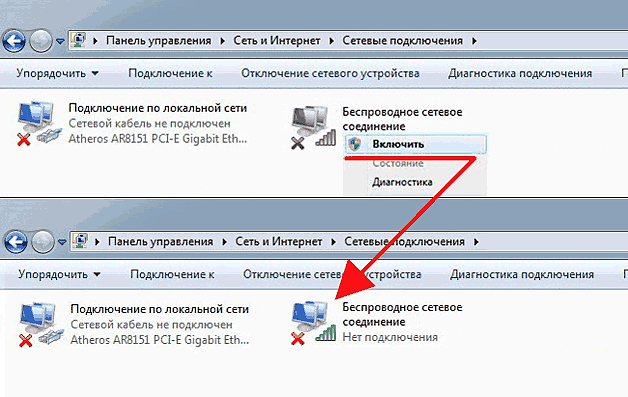 Панель управления Сеть и Интернет Сетевые подключения
Упорядочить Подключение к Отключение сетевого устройства Диагностика подключения П
Подключение по локальной сети
Сетевой кабель не подключен
Atheros AR8151 PCI-E Gigabit Eth...
Беспроводное сетевое
соединение
Включить
Состояние
Диагностика
Панель управления Сеть и Интернет Сетевые подключения
Упорядочить Подключение к Отключение сетевого устройства Диагностика подключения
Подключение по локальной сети
Сетевой кабель не подключен
Atheros AR8151 PCI-E Gigabit Eth...
Беспроводное сетевое
соединение
Нет подключения